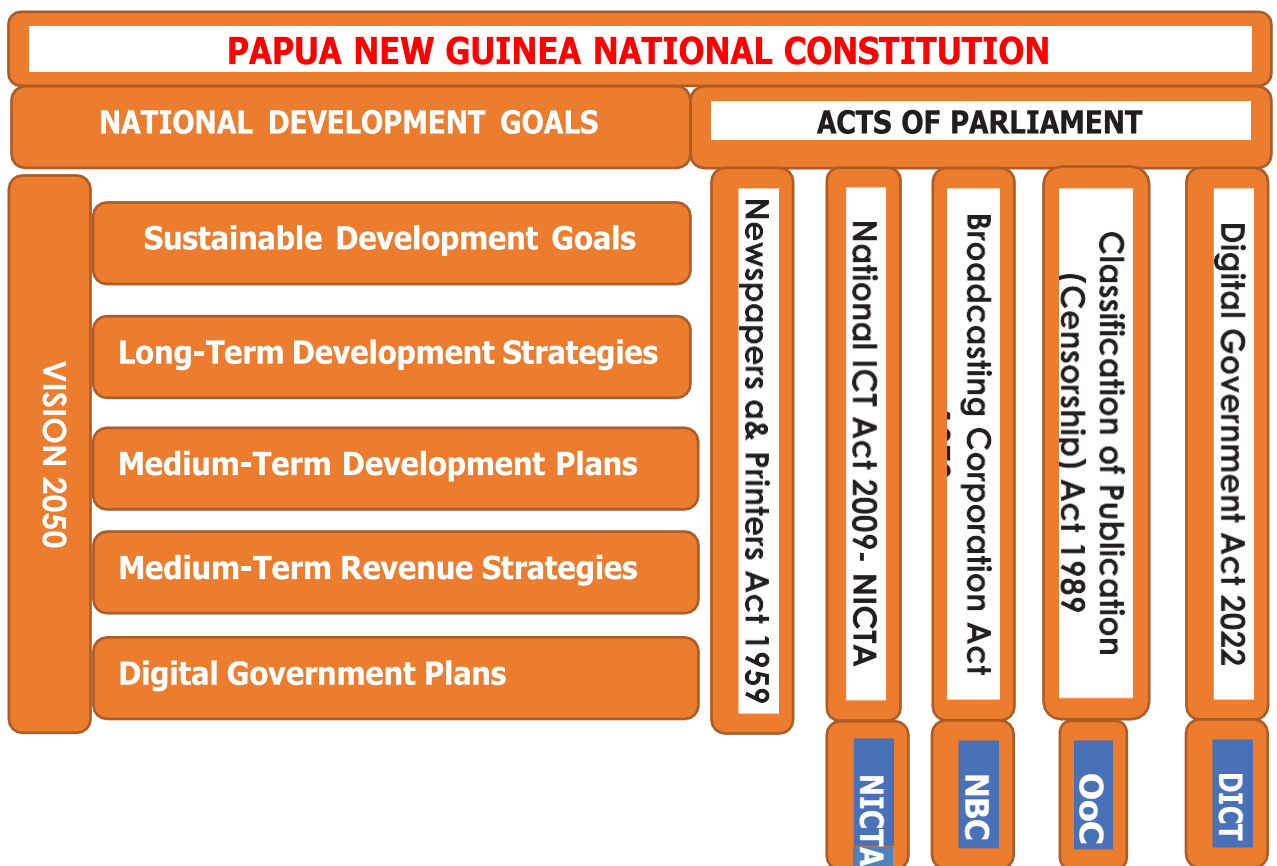 PAPUA NEW GUINEA NATIONAL CONSTITUTION
NATIONAL DEVELOPMENT GOALS
ACTS OF PARLIAMENT
VISION 2050
Sustainable Development Goals
Long-Term Development Strategies
Medium-Term Development Plans
Medium-Term Revenue Strategies
Digital Government Plans
Newspapers a& Printers Act 1959
National ICT Act 2009- NICTA
Broadcasting Corporation Act
Classification of Publication
(Censorship) Act 1989
Digital Government Act 2022
NICTA
NBC
OoC
DICT